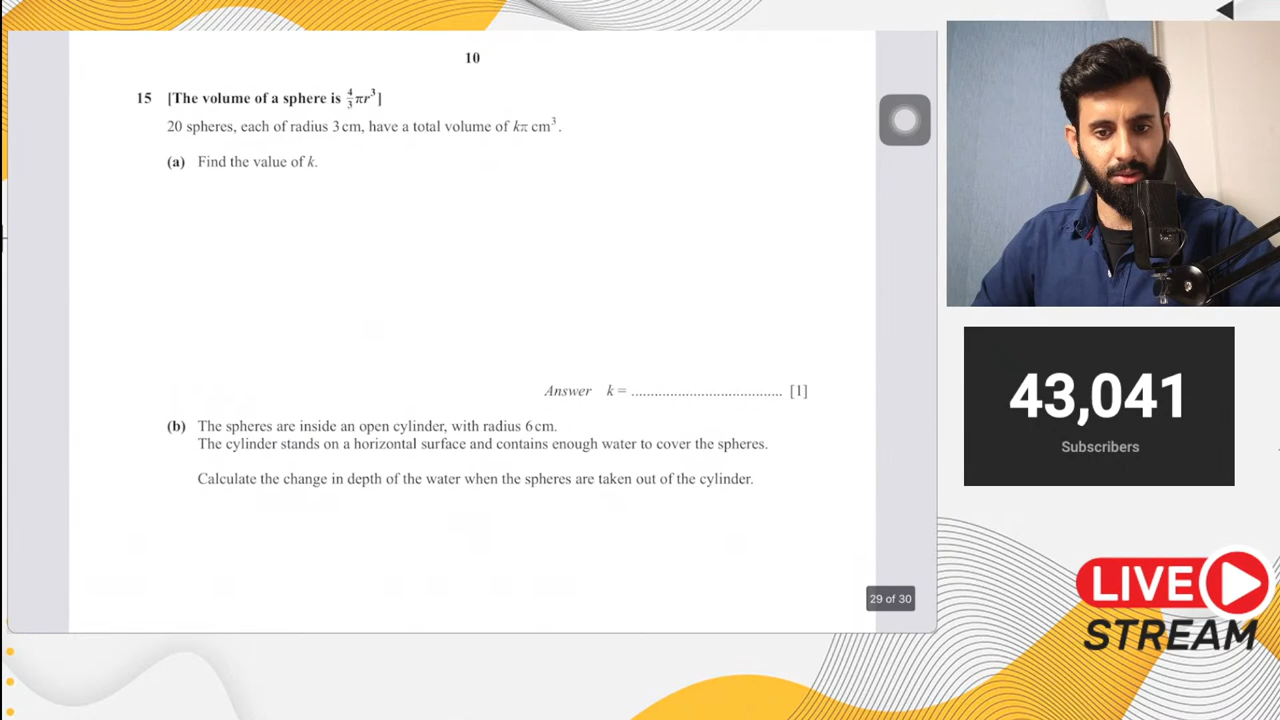 10
15 [The volume of a sphere is 4/3 πr³]
20 spheres, each of radius 3 cm, have a total volume of kπ cm³.
(a) Find the value of k.
Answer k = ...................................... [1]
(b) The spheres are inside an open cylinder, with radius 6 cm.
The cylinder stands on a horizontal surface and contains enough water to cover the spheres.
Calculate the change in depth of the water when the spheres are taken out of the cylinder.
29 of 30
43,041
Subscribers
LIVE
STREAM